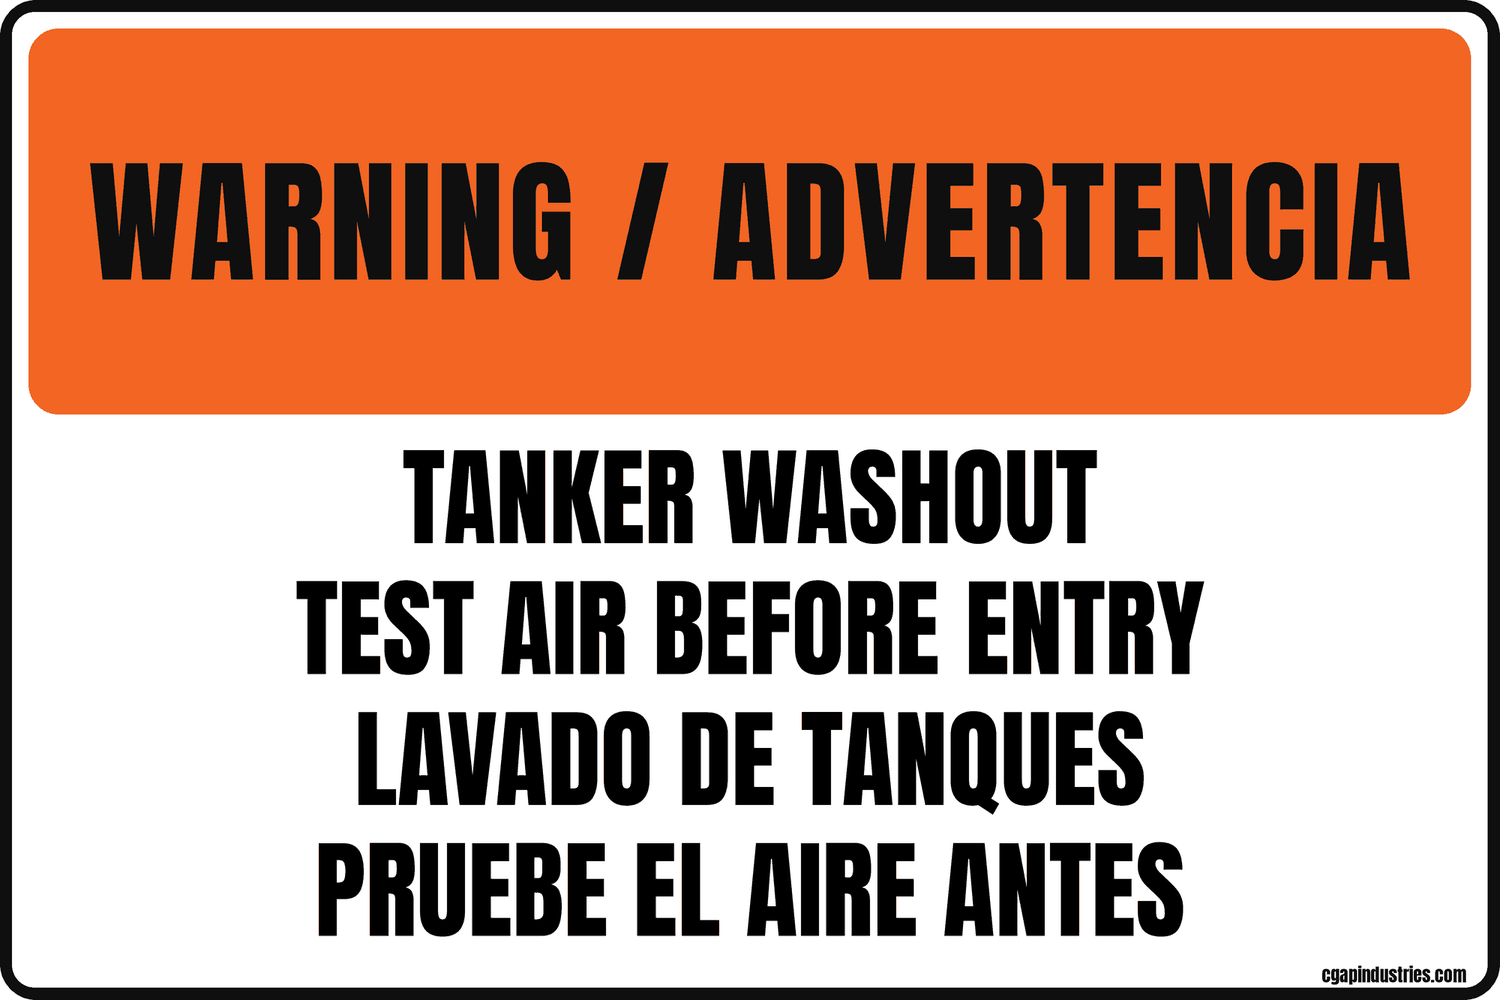 WARNING / ADVERTENCIA
TANKER WASHOUT
TEST AIR BEFORE ENTRY
LAVADO DE TANQUES
PRUEBE EL AIRE ANTES
cgapindustries.com